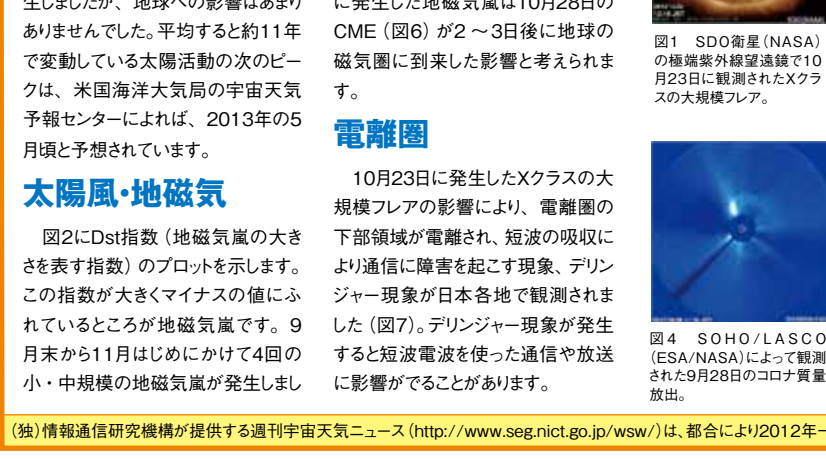 生しましたが、地球への影響はあまり
ありませんでした。平均すると約11年
で変動している太陽活動の次のピー
クは、米国海洋大気局の宇宙天気
予報センターによれば、2013年の5
月頃と予想されています。
太陽風・地磁気
図2にDst指数（地磁気嵐の大き
さを表す指数）のプロットを示します。
この指数が大きくマイナスの値にふ
れているところが地磁気嵐です。9
月末から11月はじめにかけて4回の
小・中規模の地磁気嵐が発生しまし
に発生した地磁気嵐は10月28日の
CME（図6）が2～3日後に地球の
磁気圏に到来した影響と考えられま
す。
電離圏
10月23日に発生したXクラスの大
規模フレアの影響により、電離圏の
下部領域が電離され、短波の吸収に
より通信に障害を起こす現象、デリン
ジャー現象が日本各地で観測されま
した（図7）。デリンジャー現象が発生
すると短波電波を使った通信や放送
に影響がでることがあります。
図1　SDO衛星（NASA）
の極端紫外線望遠鏡で10
月23日に観測されたXクラ
スの大規模フレア。
図4　SOHO/LASCO
（ESA/NASA）によって観測
された9月28日のコロナ質量
放出。
（独）情報通信研究機構が提供する週刊宇宙天気ニュース（http://www.seg.nict.go.jp/wsw/）は、都合により2012年